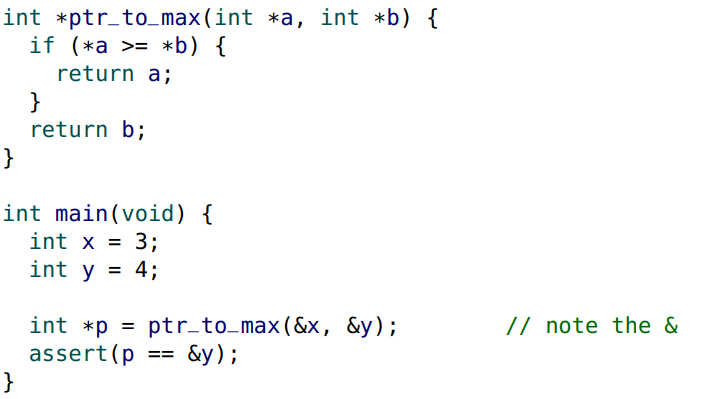 int *ptr_to_max(int *a, int *b) {
  if (*a >= *b) {
    return a;
  }
  return b;
}

int main(void) {
  int x = 3;
  int y = 4;

  int *p = ptr_to_max(&x, &y);        // note the &
  assert(p == &y);
}